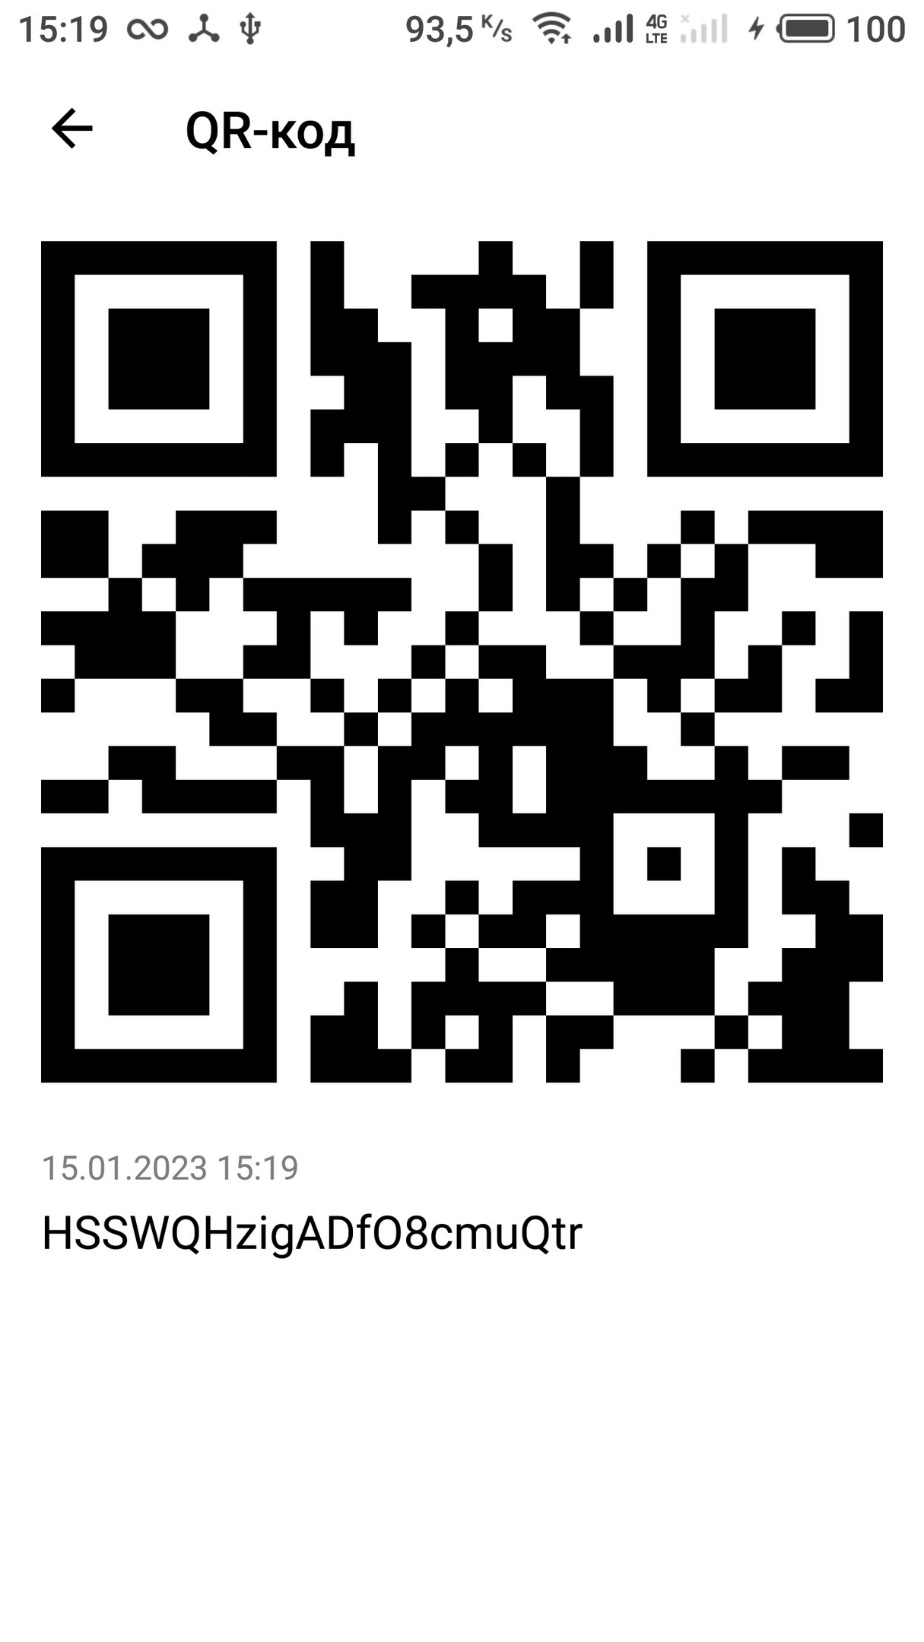 15:19 93,5 K/s 4G LTE 100
QR-код
15.01.2023 15:19
HSSWQHzigADfO8cmuQtr